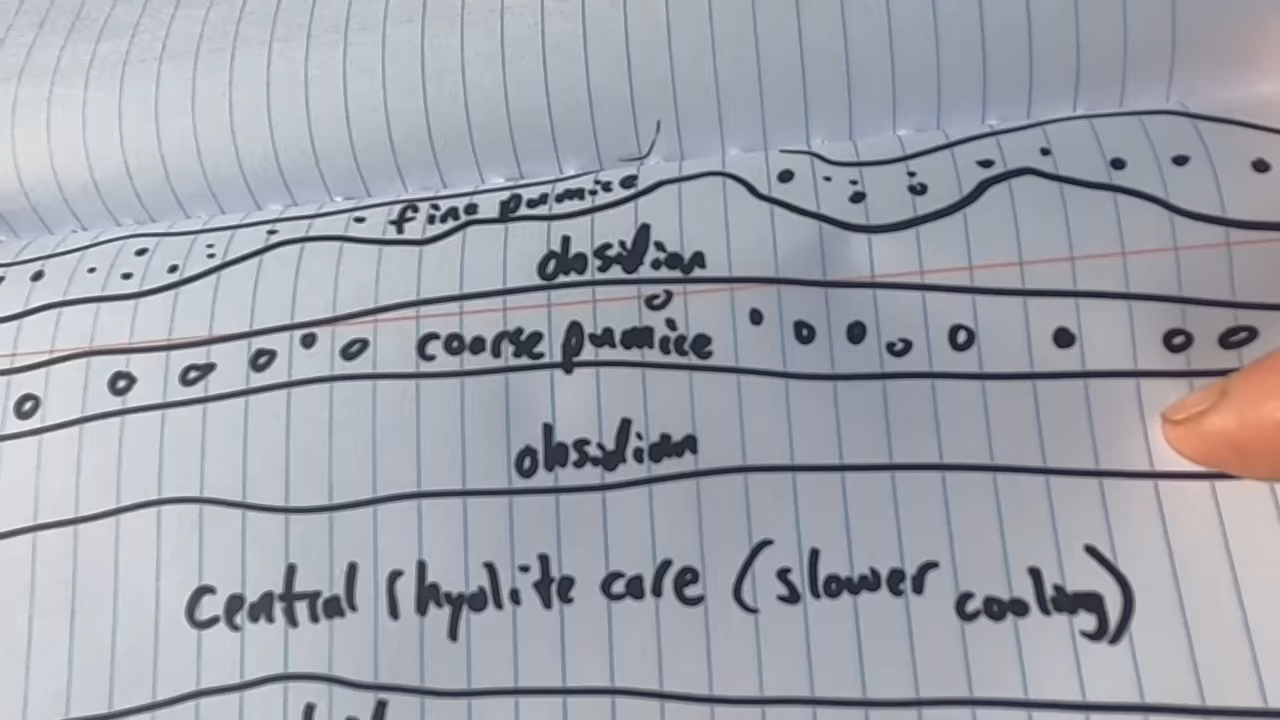 fine pumice
obsidian
coarse pumice
obsidian
central rhyolite core (slower cooling)